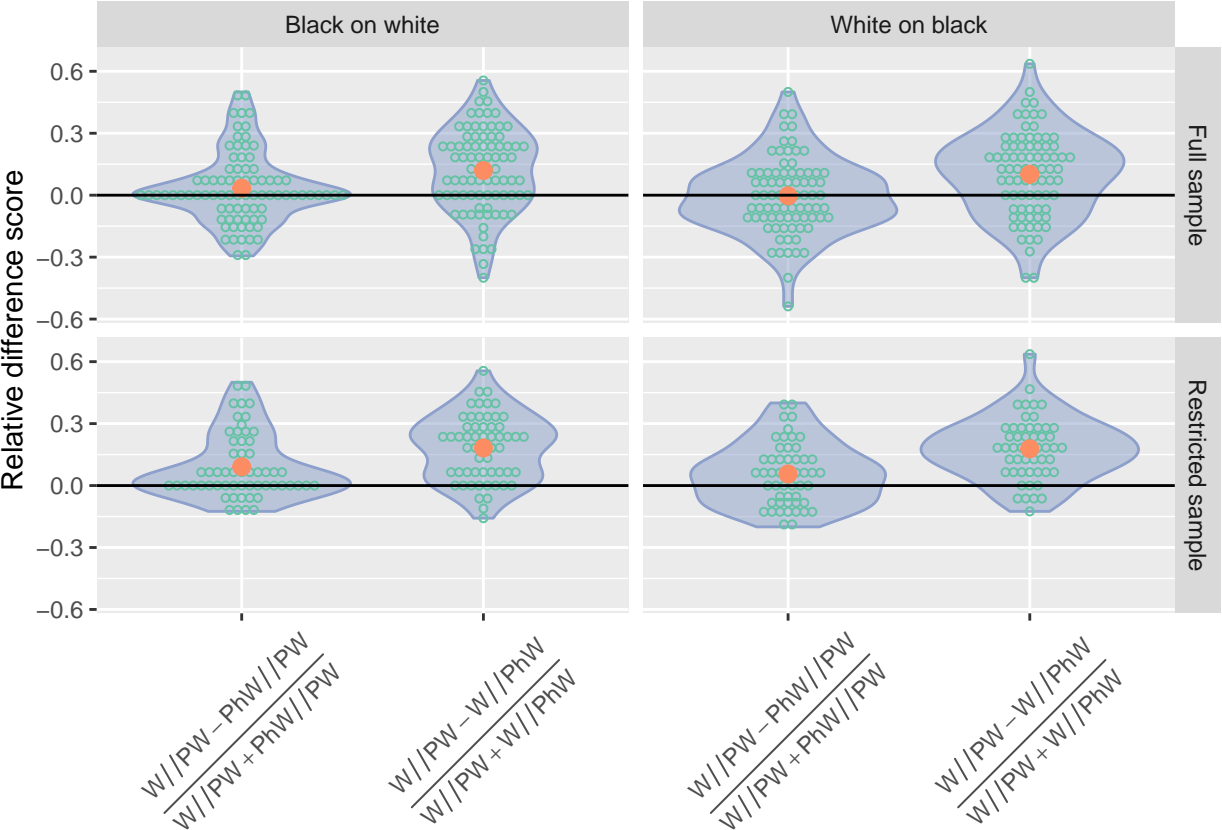 Black on white
White on black
Relative difference score
0.6
0.3
0.0
−0.3
−0.6
Full sample
0.6
0.3
0.0
−0.3
−0.6
Restricted sample
W//PW − PhW//PW
W//PW + PhW//PW
W//PW − W//PhW
W//PW + W//PhW
W//PW − PhW//PW
W//PW + PhW//PW
W//PW − W//PhW
W//PW + W//PhW